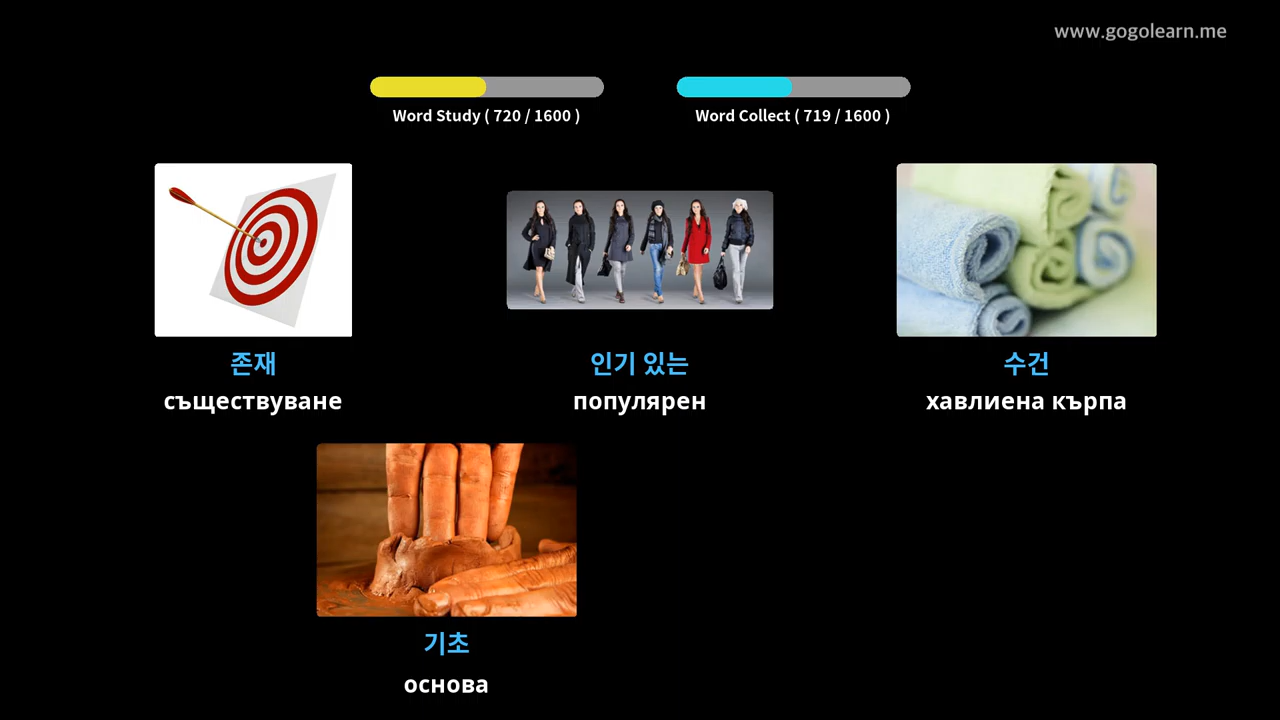 www.gogolearn.me
Word Study ( 720 / 1600 )
Word Collect ( 719 / 1600 )
존재
съществуване
인기 있는
популярен
수건
хавлиена кърпа
기초
основа